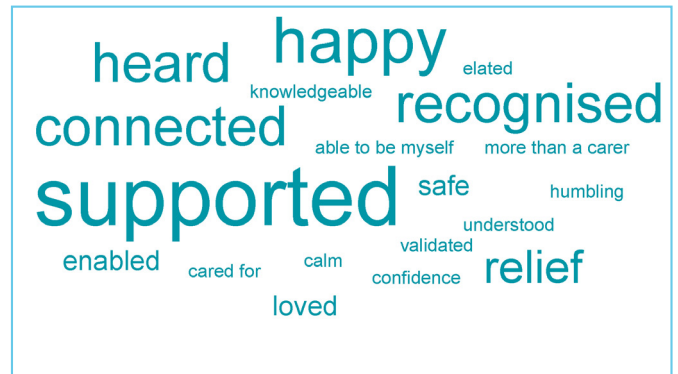 happy
heard
elated
knowledgeable
recognised
connected
able to be myself
more than a carer
supported
safe
humbling
understood
validated
enabled
calm
relief
cared for
confidence
loved